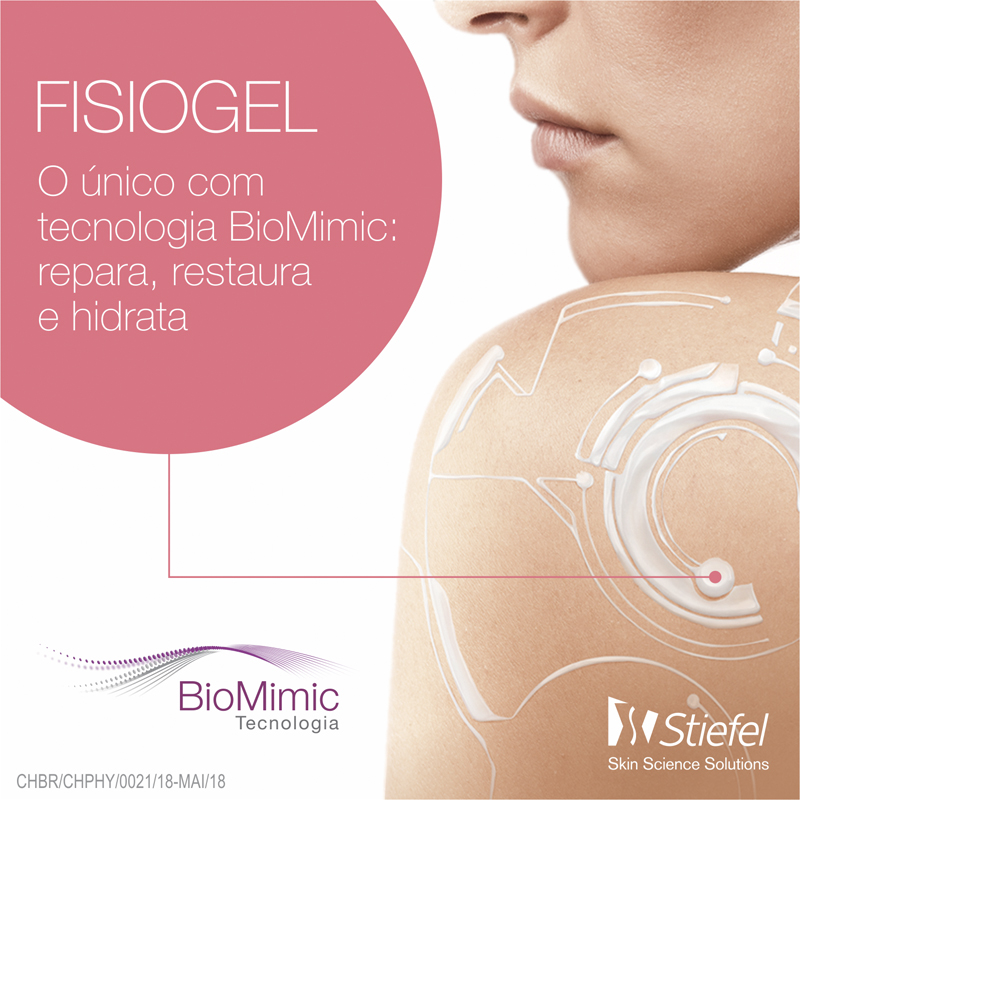 FISIOGEL
O único com
tecnologia BioMimic:
repara, restaura
e hidrata
BioMimic
Tecnologia
Stiefel
Skin Science Solutions
CHBR/CHPHY/0021/18-MAI/18